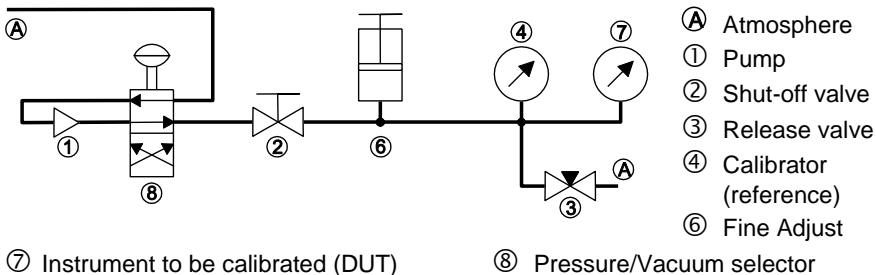 Ⓐ
④
⑦
①
②
⑥
⑧
③
Ⓐ
Ⓐ Atmosphere
① Pump
② Shut-off valve
③ Release valve
④ Calibrator
(reference)
⑥ Fine Adjust
⑦ Instrument to be calibrated (DUT)
⑧ Pressure/Vacuum selector